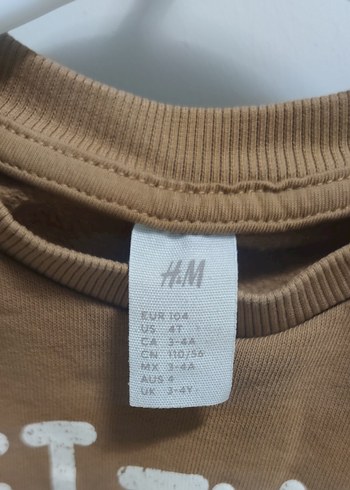 H&M
EUR 104
US 4T
CA 3-4A
CN 110/56
MX 3-4A
AUS 4
UK 3-4Y